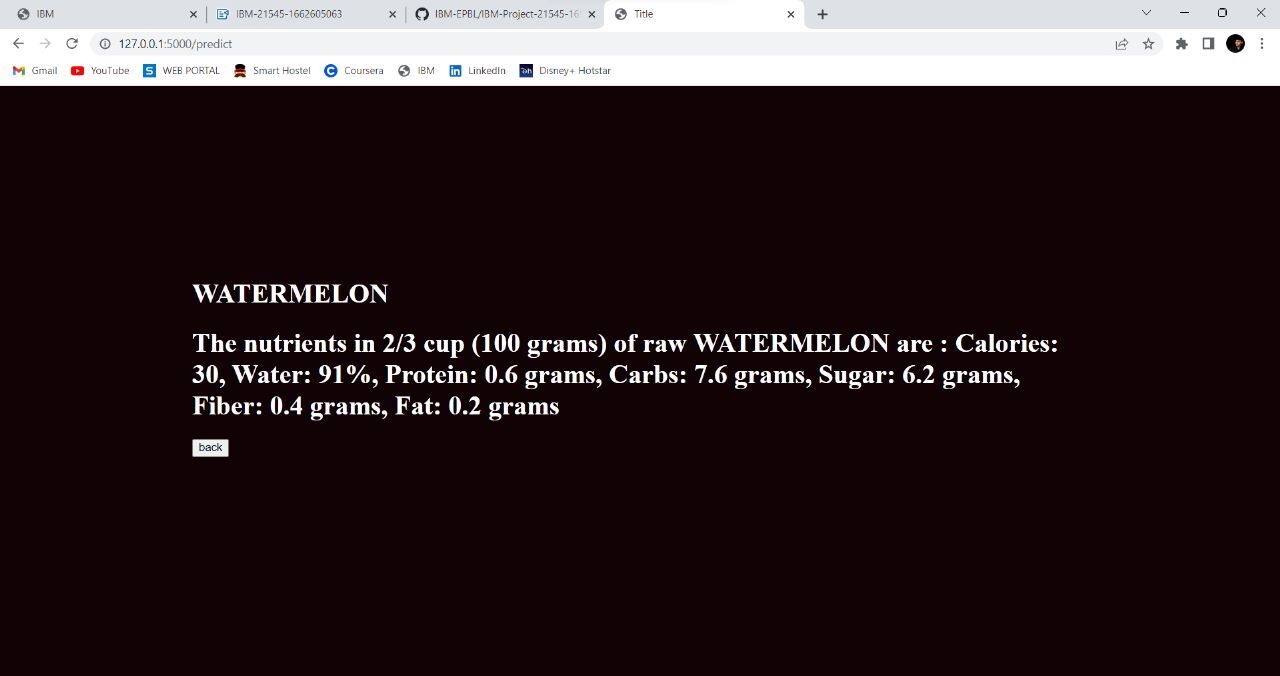 IBM
IBM-21545-1662605063
IBM-EPBL/IBM-Project-21545-16
Title
127.0.0.1:5000/predict
Gmail
YouTube
S WEB PORTAL
Smart Hostel
C Coursera
IBM
in LinkedIn
Disney+ Hotstar
WATERMELON
The nutrients in 2/3 cup (100 grams) of raw WATERMELON are : Calories:
30, Water: 91%, Protein: 0.6 grams, Carbs: 7.6 grams, Sugar: 6.2 grams,
Fiber: 0.4 grams, Fat: 0.2 grams
back